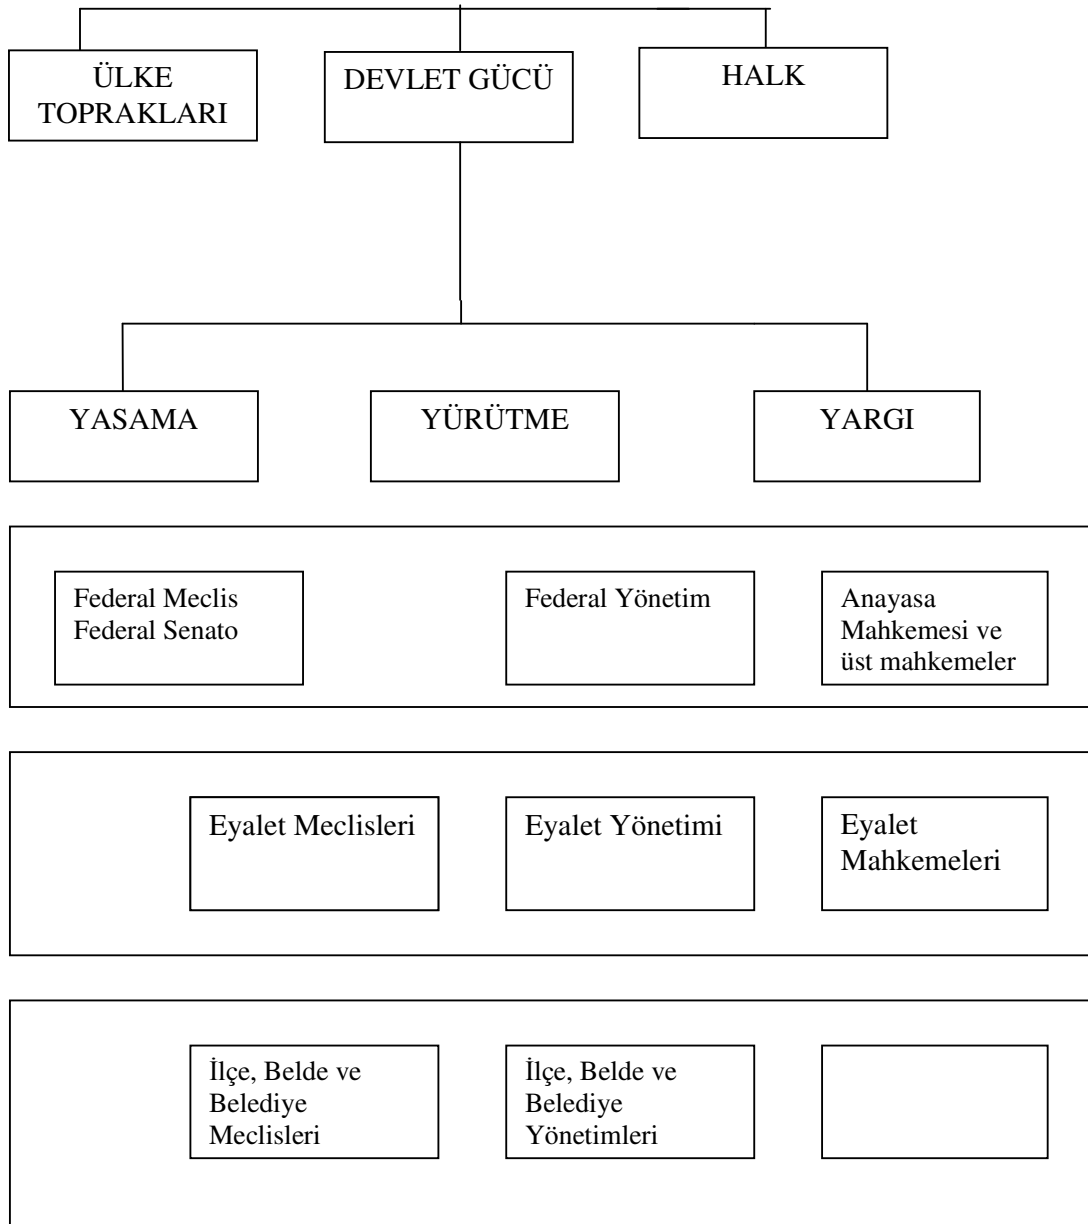 ÜLKE
TOPRAKLARI
DEVLET GÜCÜ
HALK
YASAMA
YÜRÜTME
YARGI
Federal Meclis
Federal Senato
Federal Yönetim
Anayasa
Mahkemesi ve
üst mahkemeler
Eyalet Meclisleri
Eyalet Yönetimi
Eyalet
Mahkemeleri
İlçe, Belde ve
Belediye
Meclisleri
İlçe, Belde ve
Belediye
Yönetimleri